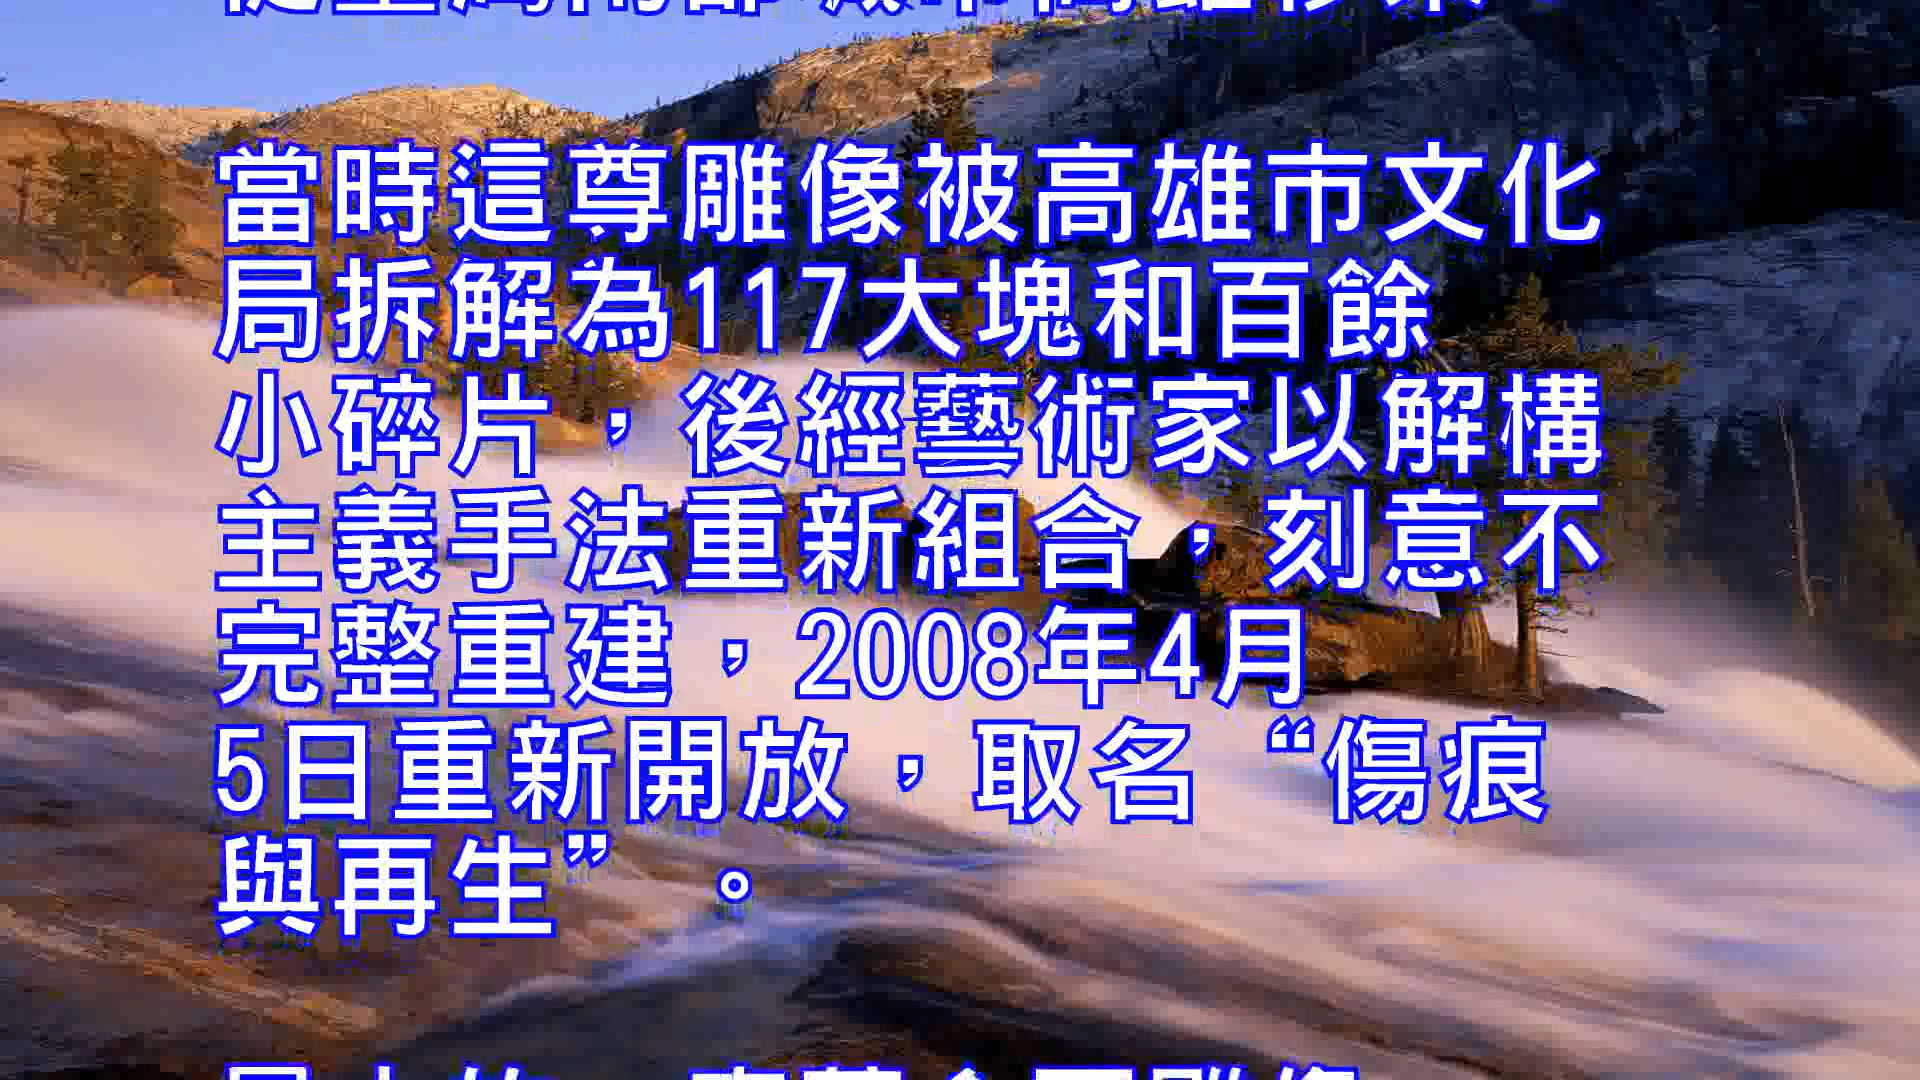 當時這尊雕像被高雄市文化
局拆解為117大塊和百餘
小碎片，後經藝術家以解構
主義手法重新組合，刻意不
完整重建，2008年4月
5日重新開放，取名“傷痕
與再生”。